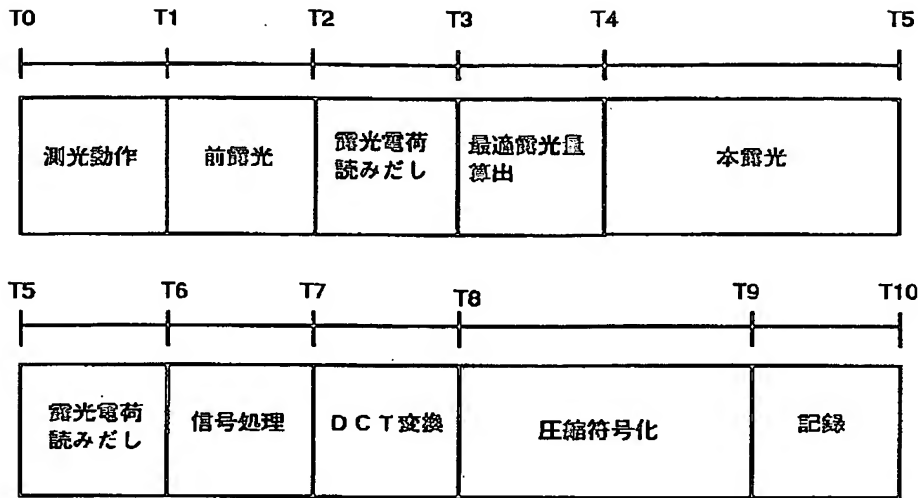 T0 T1 T2 T3 T4 T5
測光動作
前露光
露光電荷
読みだし
最適露光量
算出
本露光
T5 T6 T7 T8 T9 T10
露光電荷
読みだし
信号処理
DCT変換
圧縮符号化
記録